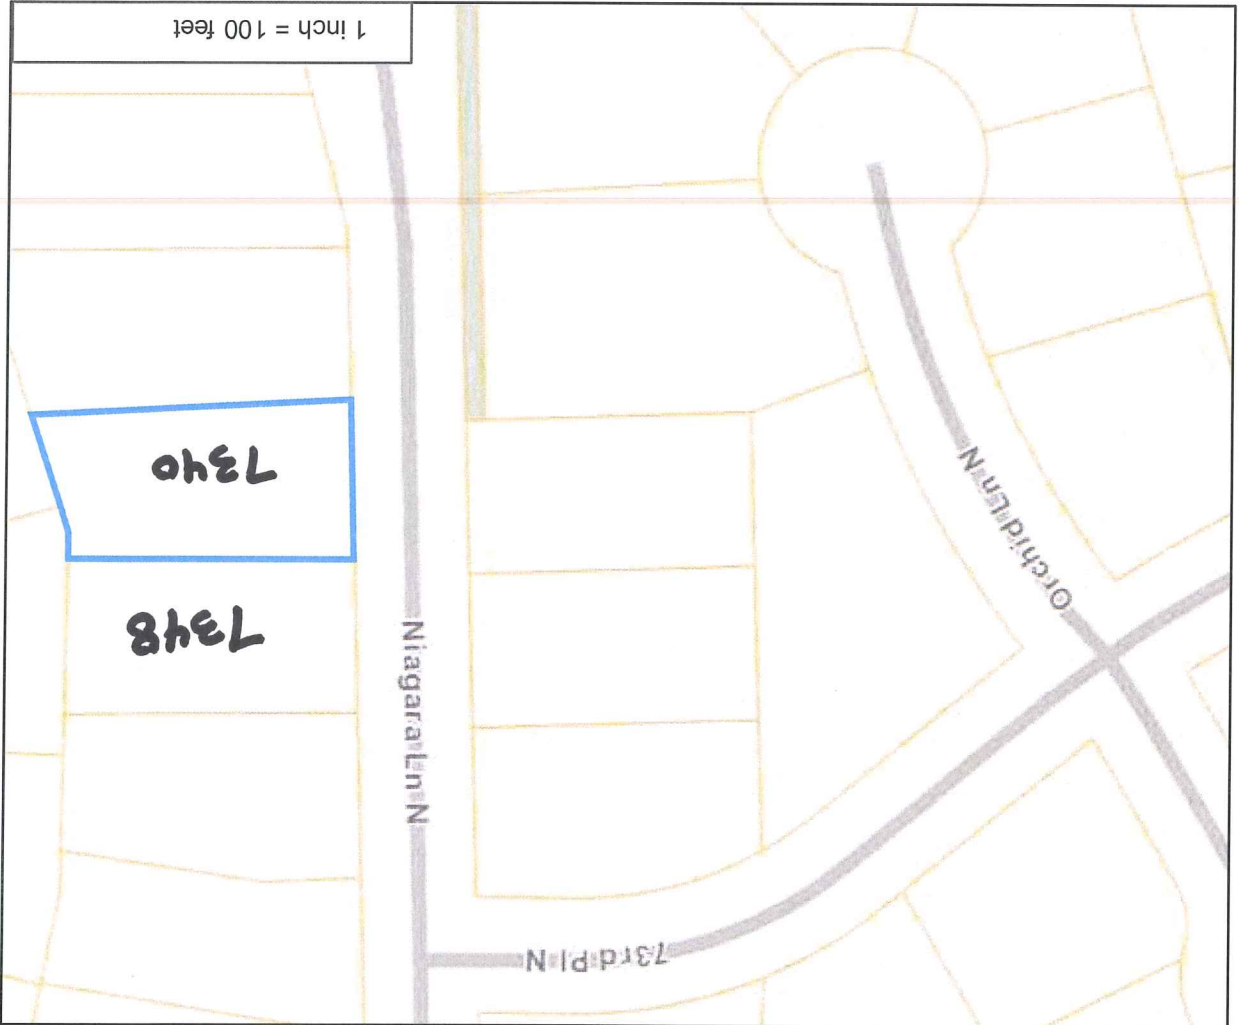 73rd Pl N
Niagara Ln N
7348
Orchid Ln N
7340
1 inch = 100 feet